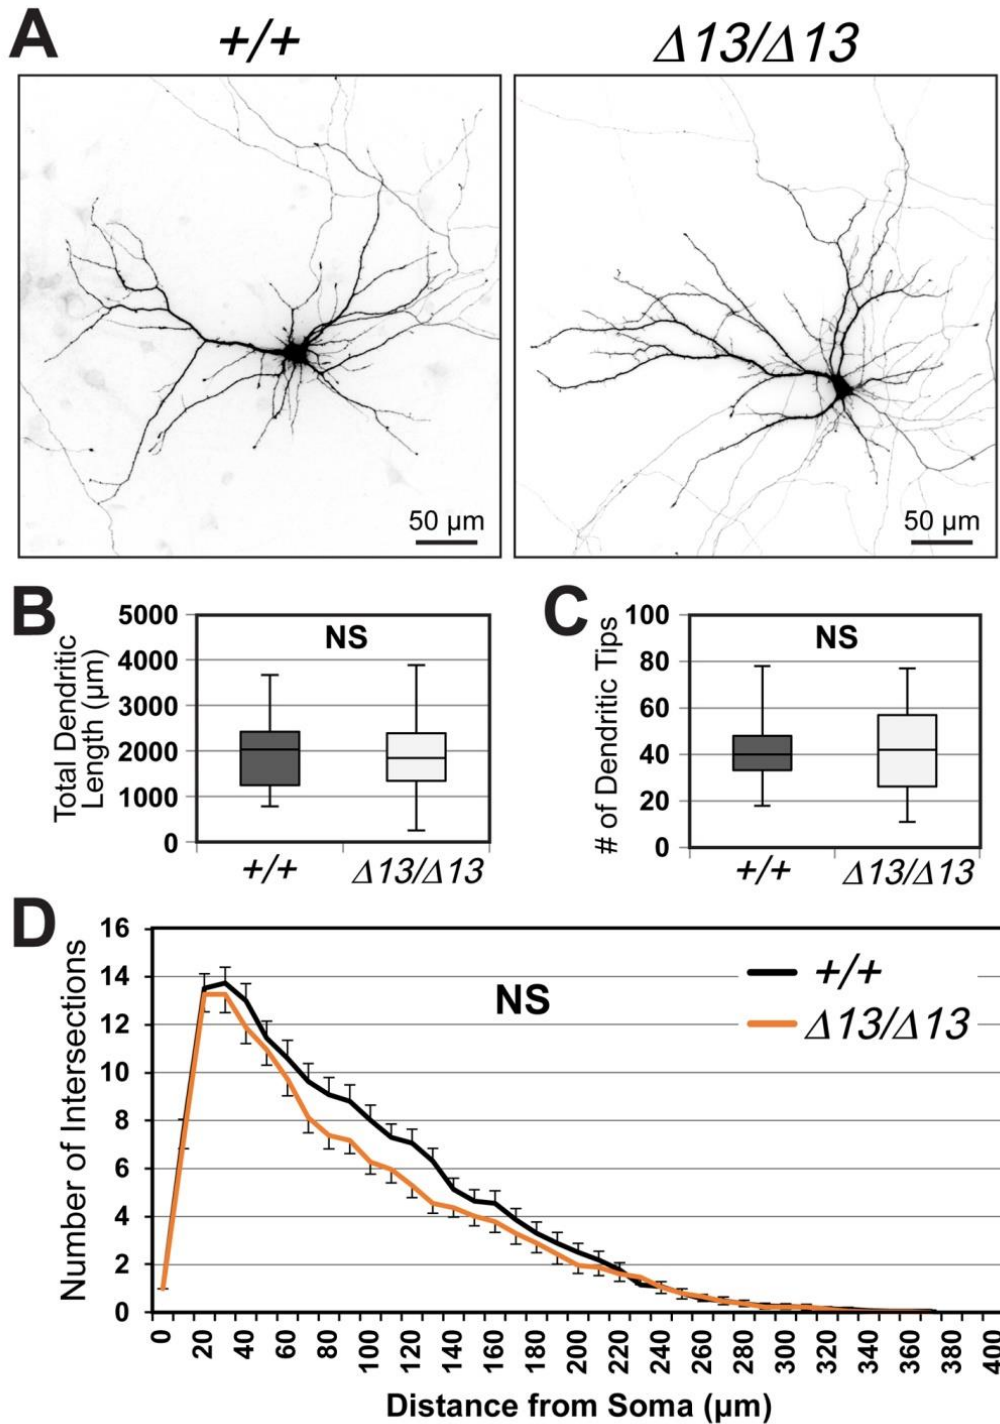 A
+/+
Δ13/Δ13
50 μm
50 μm
B
Total Dendritic
Length (μm)
5000
4000
3000
2000
1000
0
NS
+/+
Δ13/Δ13
C
# of Dendritic Tips
100
80
60
40
20
0
NS
+/+
Δ13/Δ13
D
Number of Intersections
16
14
12
10
8
6
4
2
0
NS
+/+
Δ13/Δ13
0
20
40
60
80
100
120
140
160
180
200
220
240
260
280
300
320
340
360
380
400
Distance from Soma (μm)